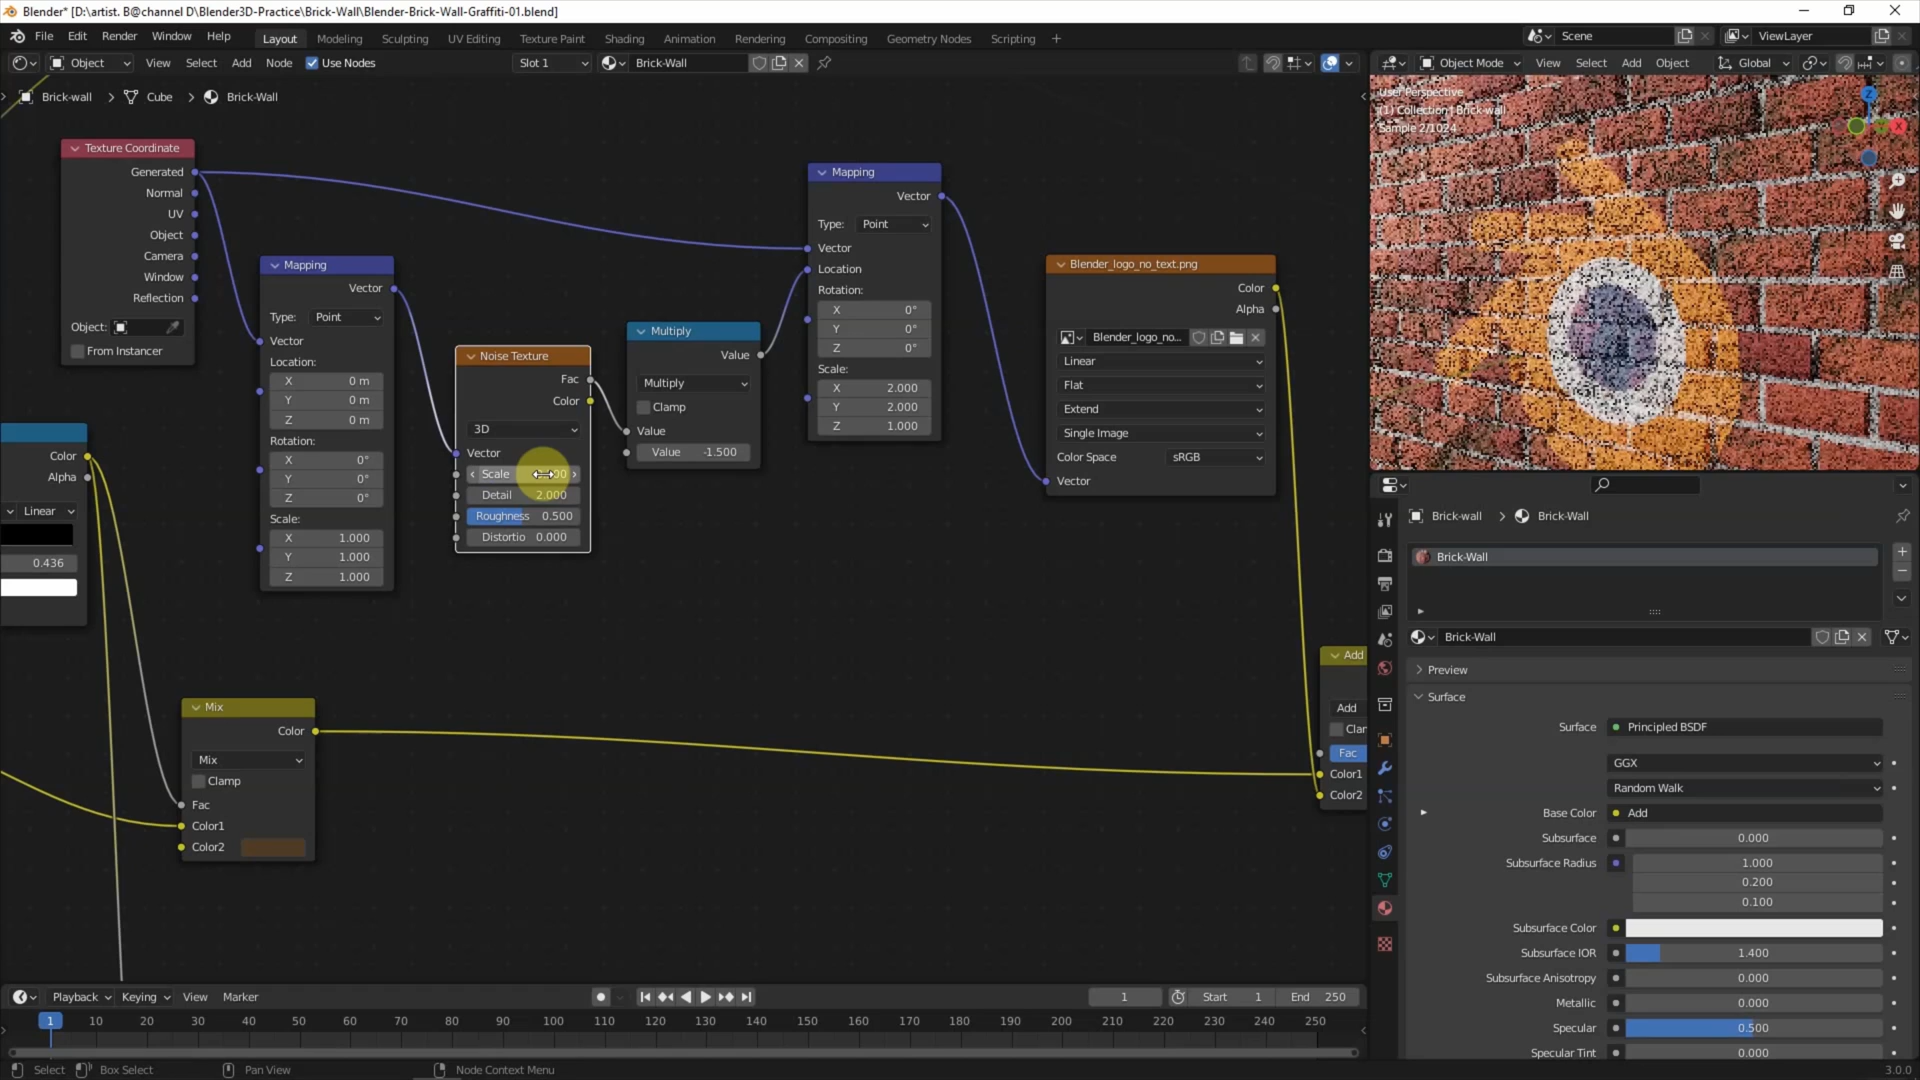 Blender* [D:\artist. B@channel D\Blender3D-Practice\Brick-Wall\Blender-Brick-Wall-Graffiti-01.blend]
File Edit Render Window Help Layout Modeling Sculpting UV Editing Texture Paint Shading Animation Rendering Compositing Geometry Nodes Scripting + Scene ViewLayer
Object View Select Add Node Use Nodes Slot 1 Brick-Wall
Object Mode View Select Add Object Global
Brick-wall > Cube > Brick-Wall
User Perspective
(1) Collection | Brick-wall
Sample 2/1024
Z
X
Texture Coordinate
Generated
Normal
UV
Object
Camera
Window
Reflection
Object:
From Instancer
Mapping
Vector
Type: Point
Vector
Location:
X 0 m
Y 0 m
Z 0 m
Rotation:
X 0°
Y 0°
Z 0°
Scale:
X 1.000
Y 1.000
Z 1.000
Noise Texture
Fac
Color
3D
Vector
Scale
Detail 2.000
Roughness 0.500
Distortio 0.000
Multiply
Value
Multiply
Clamp
Value
Value -1.500
Mapping
Vector
Type: Point
Vector
Location
Rotation:
X 0°
Y 0°
Z 0°
Scale:
X 2.000
Y 2.000
Z 1.000
Blender_logo_no_text.png
Color
Alpha
Blender_logo_no...
Linear
Flat
Extend
Single Image
Color Space sRGB
Vector
Color
Alpha
Linear
0.436
Mix
Color
Mix
Clamp
Fac
Color1
Color2
Add
Add
Clar
Fac
Color1
Color2
Brick-wall > Brick-Wall
Brick-Wall
Brick-Wall
Preview
Surface
Surface Principled BSDF
GGX
Random Walk
Base Color Add
Subsurface 0.000
Subsurface Radius 1.000
0.200
0.100
Subsurface Color
Subsurface IOR 1.400
Subsurface Anisotropy 0.000
Metallic 0.000
Specular 0.500
Specular Tint 0.000
Playback Keying View Marker 1 Start 1 End 250
1 10 20 30 40 50 60 70 80 90 100 110 120 130 140 150 160 170 180 190 200 210 220 230 240 250
Select Box Select Pan View Node Context Menu 3.0.0